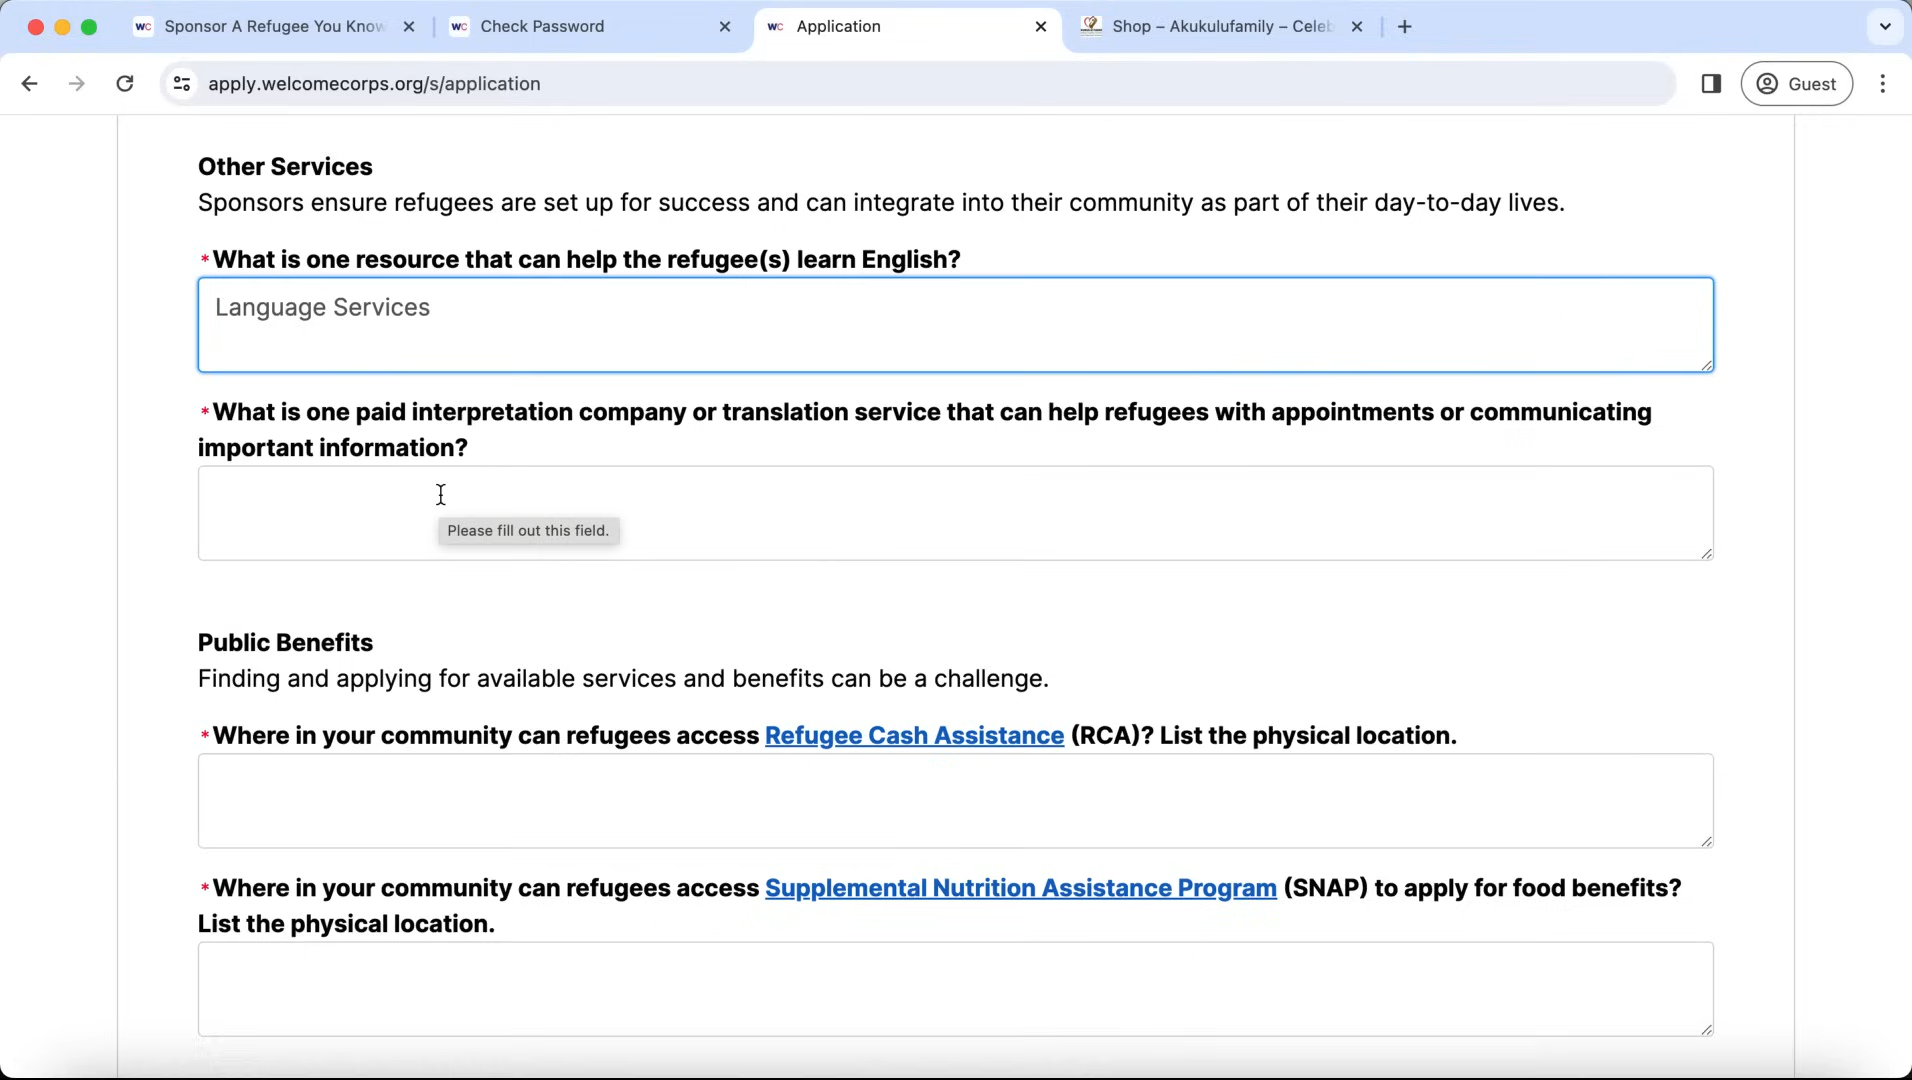 Sponsor A Refugee You Know
Check Password
Application
Shop – Akukulufamily – Celeb
apply.welcomecorps.org/s/application
Guest
Other Services
Sponsors ensure refugees are set up for success and can integrate into their community as part of their day-to-day lives.
*What is one resource that can help the refugee(s) learn English?
Language Services
*What is one paid interpretation company or translation service that can help refugees with appointments or communicating
important information?
Please fill out this field.
Public Benefits
Finding and applying for available services and benefits can be a challenge.
*Where in your community can refugees access Refugee Cash Assistance (RCA)? List the physical location.
*Where in your community can refugees access Supplemental Nutrition Assistance Program (SNAP) to apply for food benefits?
List the physical location.